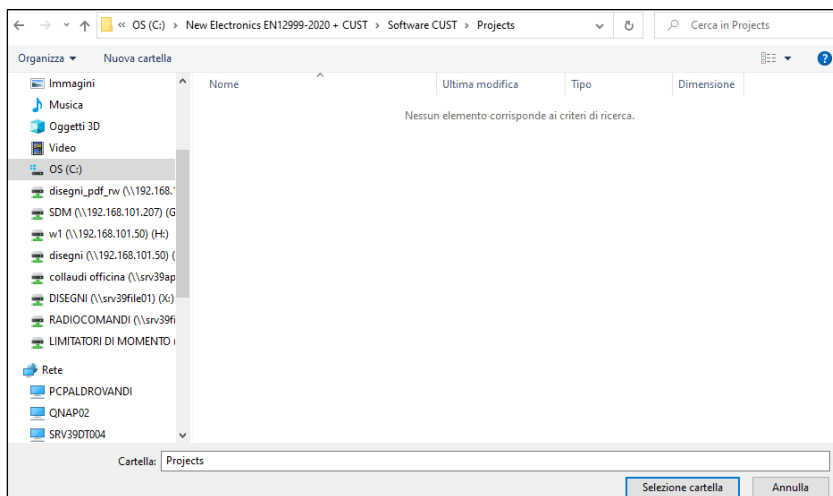 « OS (C:) › New Electronics EN12999-2020 + CUST › Software CUST › Projects
Cerca in Projects
Organizza
Nuova cartella
Nome
Ultima modifica
Tipo
Dimensione
Nessun elemento corrisponde ai criteri di ricerca.
Immagini
Musica
Oggetti 3D
Video
OS (C:)
disegni_pdf_rw (\\192.168.1
SDM (\\192.168.101.207) (G
w1 (\\192.168.101.50) (H:)
disegni (\\192.168.101.50) (
collaudi officina (\\srv39ap
DISEGNI (\\srv39file01) (X:)
RADIOCOMANDI (\\srv39fi
LIMITATORI DI MOMENTO (
Rete
PCPALDROVANDI
QNAP02
SRV39DT004
Cartella: Projects
Selezione cartella
Annulla